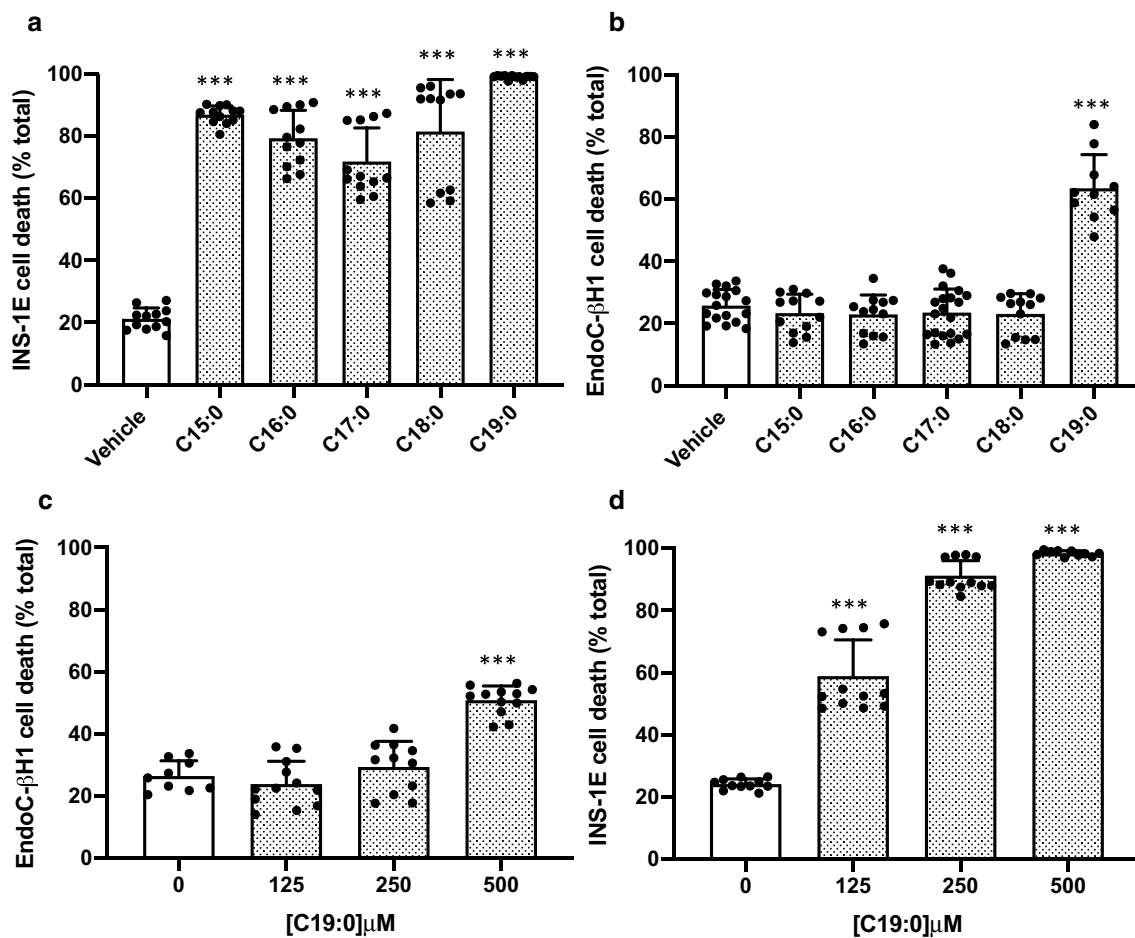 a
INS-1E cell death (% total)
100
80
60
40
20
0
*** *** *** *** ***
Vehicle C15:0 C16:0 C17:0 C18:0 C19:0
b
EndoC-βH1 cell death (% total)
100
80
60
40
20
0
***
Vehicle C15:0 C16:0 C17:0 C18:0 C19:0
c
EndoC-βH1 cell death (% total)
100
80
60
40
20
0
***
0 125 250 500
[C19:0]μM
d
INS-1E cell death (% total)
100
80
60
40
20
0
*** *** ***
0 125 250 500
[C19:0]μM